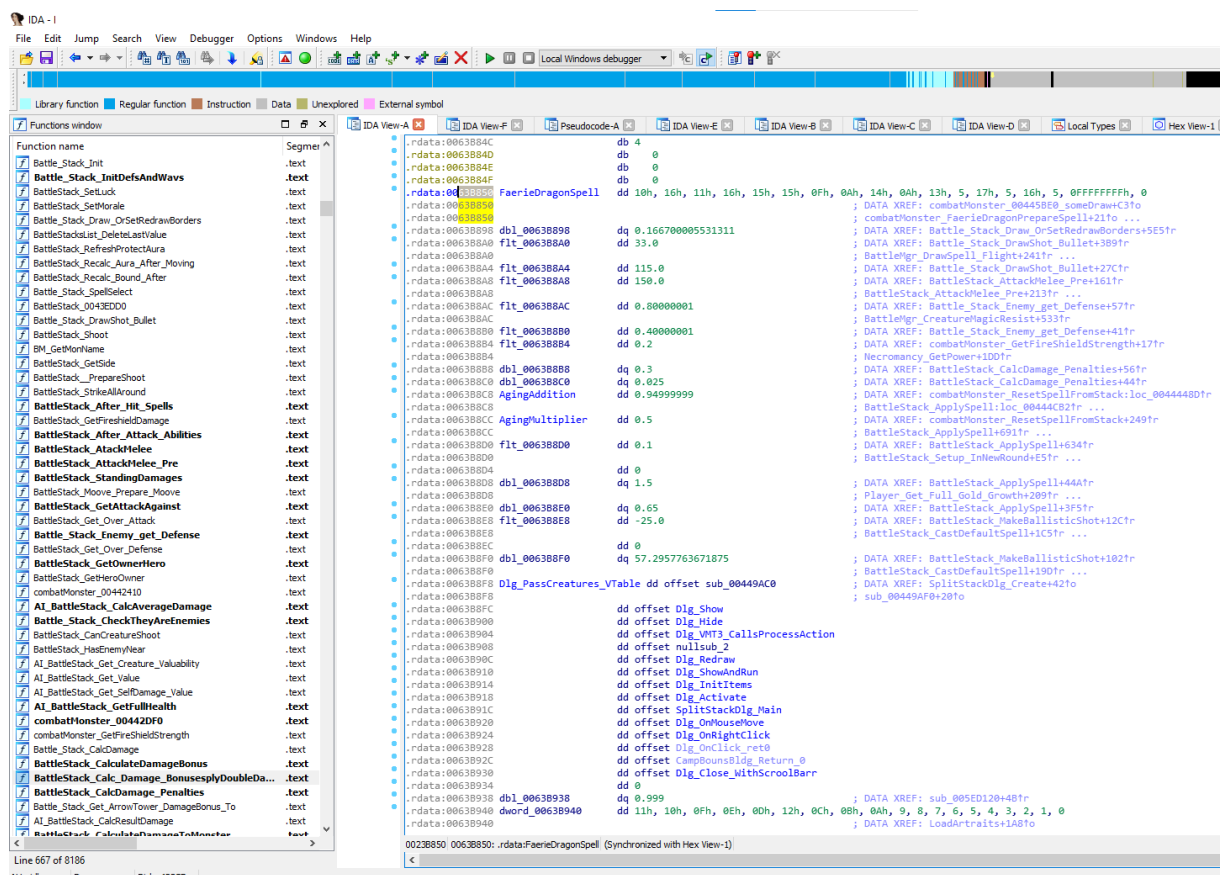 IDA - I
File Edit Jump Search View Debugger Options Windows Help
Local Windows debugger
Library function Regular function Instruction Data Unexplored External symbol
Functions window
IDA View-A IDA View-F Pseudocode-A IDA View-E IDA View-B IDA View-C IDA View-D Local Types Hex View-1
Function name Segmer
Battle_Stack_Init .text
Battle_Stack_InitDefsAndWavs .text
BattleStack_SetLuck .text
BattleStack_SetMorale .text
Battle_Stack_Draw_OrSetRedrawBorders .text
BattleStacksList_DeleteLastValue .text
BattleStack_RefreshProtectAura .text
BattleStack_Recalc_Aura_After_Moving .text
BattleStack_Recalc_Bound_After .text
Battle_Stack_SpellSelect .text
BattleStack_0043EDD0 .text
Battle_Stack_DrawShot_Bullet .text
BattleStack_Shoot .text
BM_GetMonName .text
BattleStack_GetSide .text
BattleStack__PrepareShoot .text
BattleStack_StrikeAllAround .text
BattleStack_After_Hit_Spells .text
BattleStack_GetFireshieldDamage .text
BattleStack_After_Attack_Abilities .text
BattleStack_AtackMelee .text
BattleStack_AttackMelee_Pre .text
BattleStack_StandingDamages .text
BattleStack_Moove_Prepare_Moove .text
BattleStack_GetAttackAgainst .text
BattleStack_Get_Over_Attack .text
Battle_Stack_Enemy_get_Defense .text
BattleStack_Get_Over_Defense .text
BattleStack_GetOwnerHero .text
BattleStack_GetHeroOwner .text
combatMonster_00442410 .text
AI_BattleStack_CalcAverageDamage .text
Battle_Stack_CheckTheyAreEnemies .text
BattleStack_CanCreatureShoot .text
BattleStack_HasEnemyNear .text
AI_BattleStack_Get_Creature_Valuability .text
AI_BattleStack_Get_Value .text
AI_BattleStack_Get_SelfDamage_Value .text
AI_BattleStack_GetFullHealth .text
combatMonster_00442DF0 .text
combatMonster_GetFireShieldStrength .text
Battle_Stack_CalcDamage .text
BattleStack_CalculateDamageBonus .text
BattleStack_Calc_Damage_BonusesplyDoubleDa... .text
BattleStack_CalcDamage_Penalties .text
Battle_Stack_Get_ArrowTower_DamageBonus_To .text
AI_BattleStack_CalcResultDamage .text
BattleStack_CalculateDamageToMonster .text
Line 667 of 8186
.rdata:0063B84C db 4
.rdata:0063B84D db 0
.rdata:0063B84E db 0
.rdata:0063B84F db 0
.rdata:0063B850 FaerieDragonSpell dd 10h, 16h, 11h, 16h, 15h, 15h, 0Fh, 0Ah, 14h, 0Ah, 13h, 5, 17h, 5, 16h, 5, 0FFFFFFFFh, 0
.rdata:0063B850 ; DATA XREF: combatMonster_00445BE0_someDraw+C3↑o
.rdata:0063B850 ; combatMonster_FaerieDragonPrepareSpell+21↑o ...
.rdata:0063B898 dbl_0063B898 dq 0.166700005531311 ; DATA XREF: Battle_Stack_Draw_OrSetRedrawBorders+5E5↑r
.rdata:0063B8A0 flt_0063B8A0 dd 33.0 ; DATA XREF: Battle_Stack_DrawShot_Bullet+3B9↑r
.rdata:0063B8A0 ; BattleMgr_DrawSpell_Flight+241↑r ...
.rdata:0063B8A4 flt_0063B8A4 dd 115.0 ; DATA XREF: Battle_Stack_DrawShot_Bullet+27C↑r
.rdata:0063B8A8 flt_0063B8A8 dd 150.0 ; DATA XREF: BattleStack_AttackMelee_Pre+161↑r
.rdata:0063B8A8 ; BattleStack_AttackMelee_Pre+213↑r ...
.rdata:0063B8AC flt_0063B8AC dd 0.80000001 ; DATA XREF: Battle_Stack_Enemy_get_Defense+57↑r
.rdata:0063B8AC ; BattleMgr_CreatureMagicResist+533↑r
.rdata:0063B8B0 flt_0063B8B0 dd 0.40000001 ; DATA XREF: Battle_Stack_Enemy_get_Defense+41↑r
.rdata:0063B8B4 flt_0063B8B4 dd 0.2 ; DATA XREF: combatMonster_GetFireShieldStrength+17↑r
.rdata:0063B8B4 ; Necromancy_GetPower+1DD↑r
.rdata:0063B8B8 dbl_0063B8B8 dq 0.3 ; DATA XREF: BattleStack_CalcDamage_Penalties+56↑r
.rdata:0063B8C0 dbl_0063B8C0 dq 0.025 ; DATA XREF: BattleStack_CalcDamage_Penalties+44↑r
.rdata:0063B8C8 AgingAddition dd 0.94999999 ; DATA XREF: combatMonster_ResetSpellFromStack:loc_0044448D↑r
.rdata:0063B8C8 ; BattleStack_ApplySpell:loc_00444CB2↑r ...
.rdata:0063B8CC AgingMultiplier dd 0.5 ; DATA XREF: combatMonster_ResetSpellFromStack+249↑r
.rdata:0063B8CC ; BattleStack_ApplySpell+691↑r ...
.rdata:0063B8D0 flt_0063B8D0 dd 0.1 ; DATA XREF: BattleStack_ApplySpell+634↑r
.rdata:0063B8D0 ; BattleStack_Setup_InNewRound+E5↑r ...
.rdata:0063B8D4 dd 0
.rdata:0063B8D8 dbl_0063B8D8 dq 1.5 ; DATA XREF: BattleStack_ApplySpell+44A↑r
.rdata:0063B8D8 ; Player_Get_Full_Gold_Growth+209↑r ...
.rdata:0063B8E0 dbl_0063B8E0 dq 0.65 ; DATA XREF: BattleStack_ApplySpell+3F5↑r
.rdata:0063B8E8 flt_0063B8E8 dd -25.0 ; DATA XREF: BattleStack_MakeBallisticShot+12C↑r
.rdata:0063B8E8 ; BattleStack_CastDefaultSpell+1C5↑r ...
.rdata:0063B8EC dd 0
.rdata:0063B8F0 dbl_0063B8F0 dq 57.2957763671875 ; DATA XREF: BattleStack_MakeBallisticShot+102↑r
.rdata:0063B8F0 ; BattleStack_CastDefaultSpell+19D↑r ...
.rdata:0063B8F8 Dlg_PassCreatures_VTable dd offset sub_00449AC0 ; DATA XREF: SplitStackDlg_Create+42↑o
.rdata:0063B8F8 ; sub_00449AF0+20↑o
.rdata:0063B8FC dd offset Dlg_Show
.rdata:0063B900 dd offset Dlg_Hide
.rdata:0063B904 dd offset Dlg_VMT3_CallsProcessAction
.rdata:0063B908 dd offset nullsub_2
.rdata:0063B90C dd offset Dlg_Redraw
.rdata:0063B910 dd offset Dlg_ShowAndRun
.rdata:0063B914 dd offset Dlg_InitItems
.rdata:0063B918 dd offset Dlg_Activate
.rdata:0063B91C dd offset SplitStackDlg_Main
.rdata:0063B920 dd offset Dlg_OnMouseMove
.rdata:0063B924 dd offset Dlg_OnRightClick
.rdata:0063B928 dd offset Dlg_OnClick_ret0
.rdata:0063B92C dd offset CampBounsBldg_Return_0
.rdata:0063B930 dd offset Dlg_Close_WithScroolBarr
.rdata:0063B934 dd 0
.rdata:0063B938 dbl_0063B938 dq 0.999 ; DATA XREF: sub_005ED120+4B↑r
.rdata:0063B940 dword_0063B940 dd 11h, 10h, 0Fh, 0Eh, 0Dh, 12h, 0Ch, 0Bh, 0Ah, 9, 8, 7, 6, 5, 4, 3, 2, 1, 0
.rdata:0063B940 ; DATA XREF: LoadArtraits+1A8↑o
0023B850 0063B850: .rdata:FaerieDragonSpell (Synchronized with Hex View-1)